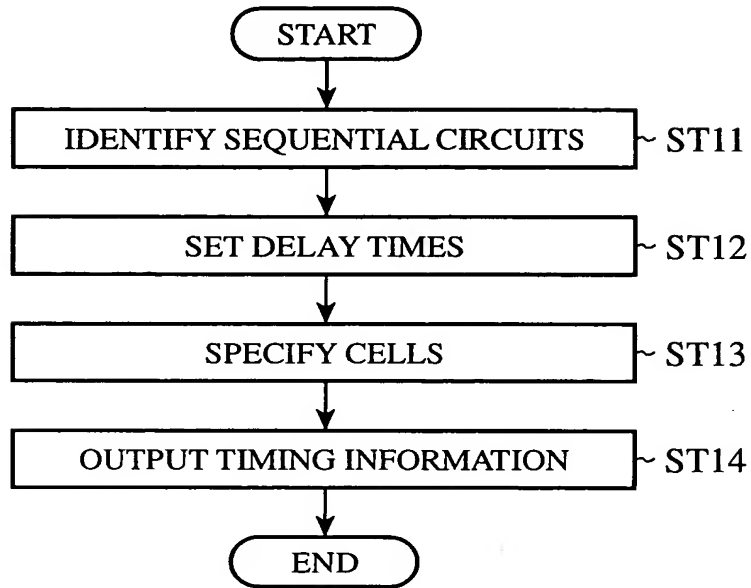 START
IDENTIFY SEQUENTIAL CIRCUITS ~ ST11
SET DELAY TIMES ~ ST12
SPECIFY CELLS ~ ST13
OUTPUT TIMING INFORMATION ~ ST14
END